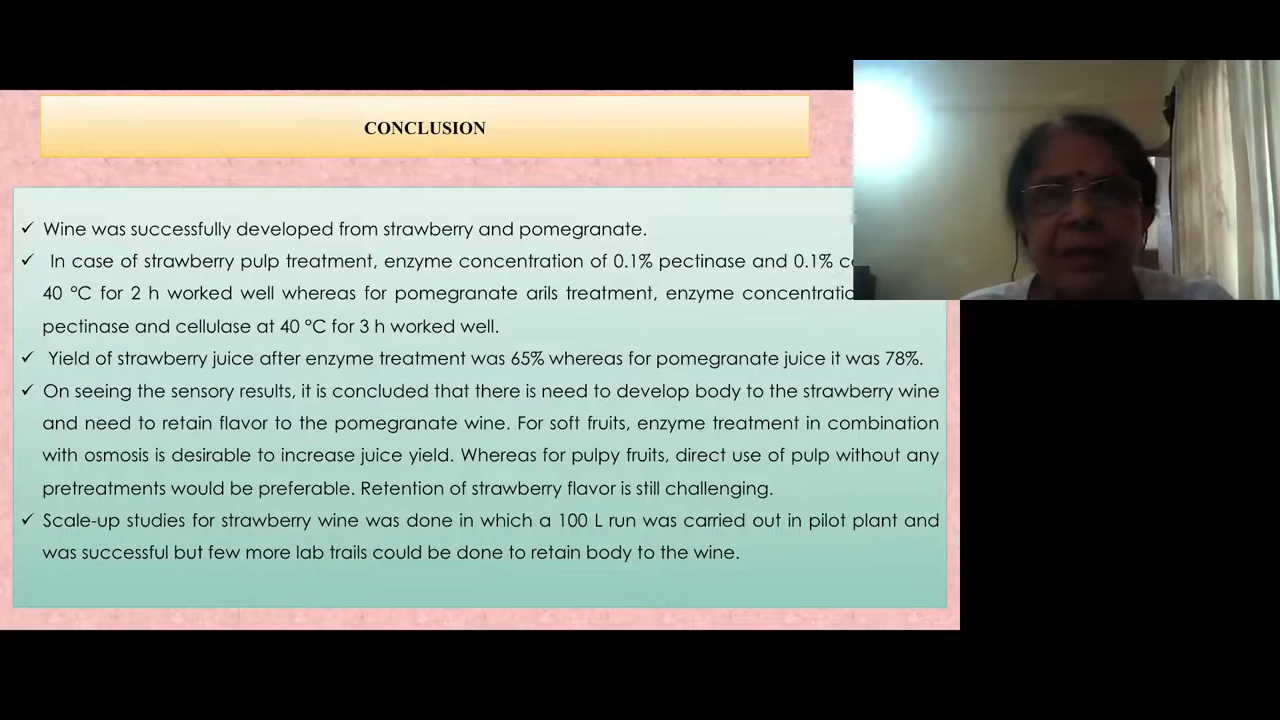 CONCLUSION
✓ Wine was successfully developed from strawberry and pomegranate.
✓ In case of strawberry pulp treatment, enzyme concentration of 0.1% pectinase and 0.1%
40 °C for 2 h worked well whereas for pomegranate arils treatment, enzyme
pectinase and cellulase at 40 °C for 3 h worked well.
✓ Yield of strawberry juice after enzyme treatment was 65% whereas for pomegranate juice it was 78%.
✓ On seeing the sensory results, it is concluded that there is need to develop body to the strawberry wine
and need to retain flavor to the pomegranate wine. For soft fruits, enzyme treatment in combination
with osmosis is desirable to increase juice yield. Whereas for pulpy fruits, direct use of pulp without any
pretreatments would be preferable. Retention of strawberry flavor is still challenging.
✓ Scale-up studies for strawberry wine was done in which a 100 L run was carried out in pilot plant and
was successful but few more lab trails could be done to retain body to the wine.